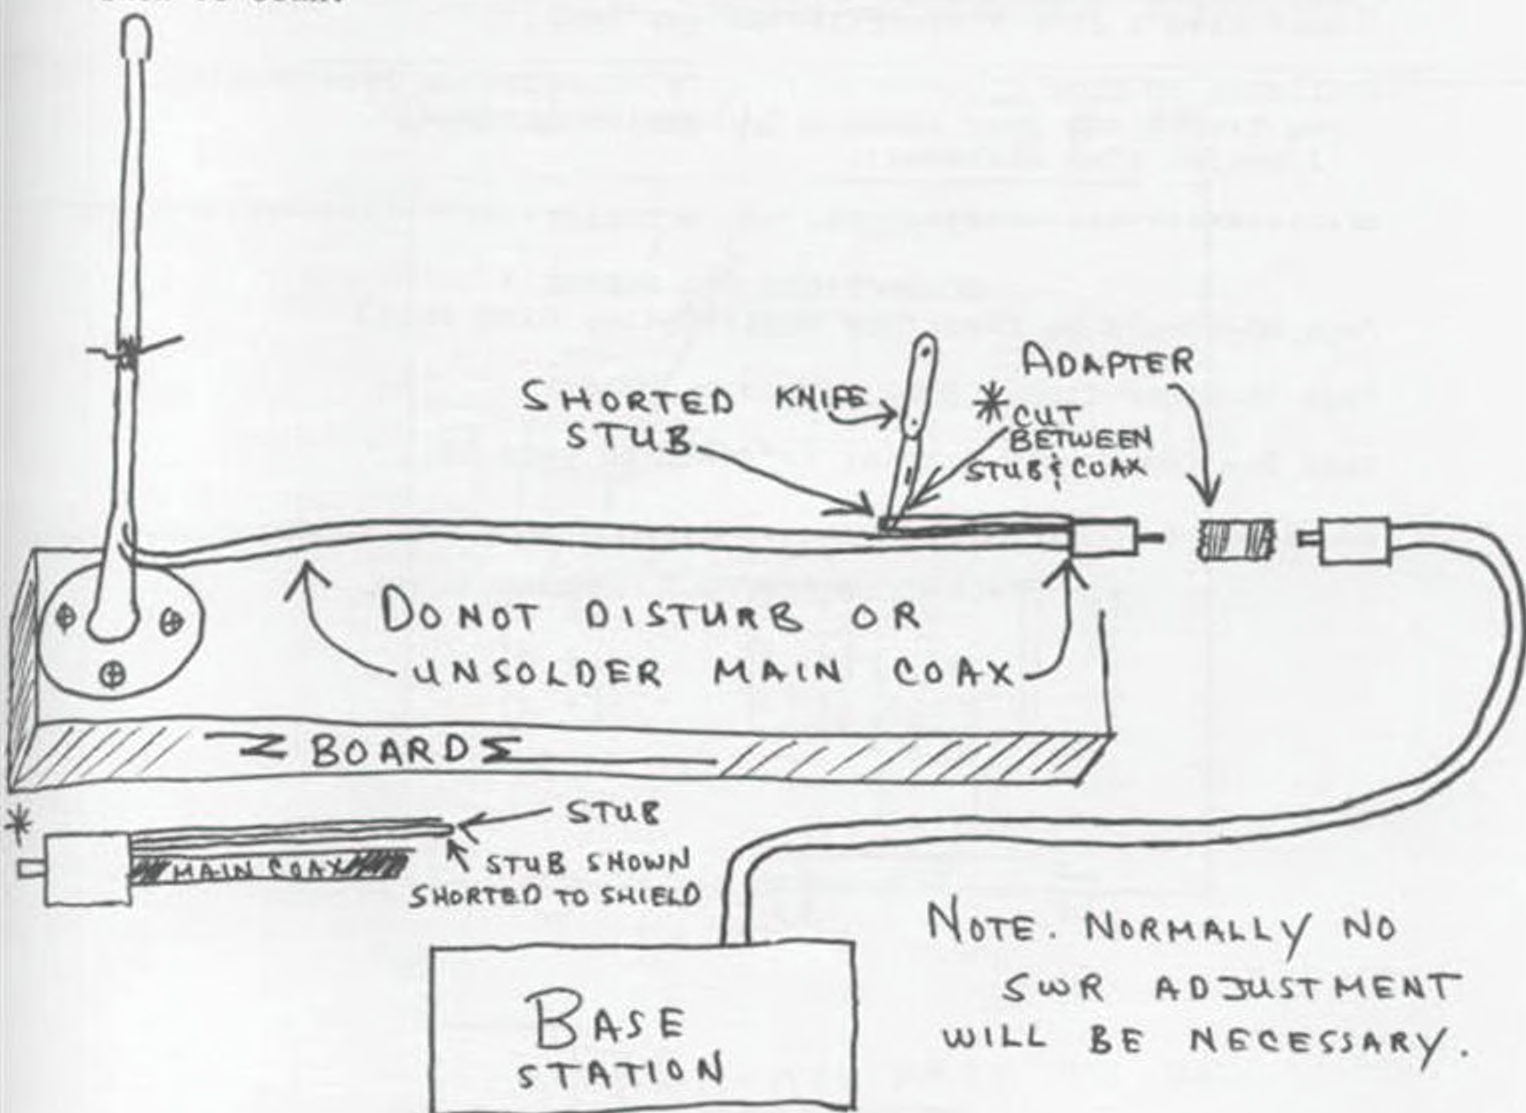 ADAPTER
SHORTED
STUB
KNIFE
* CUT
BETWEEN
STUB & COAX
DO NOT DISTURB OR
UNSOLDER MAIN COAX
BOARD
*
STUB
MAIN COAX
STUB SHOWN
SHORTED TO SHIELD
BASE
STATION
NOTE. NORMALLY NO
SWR ADJUSTMENT
WILL BE NECESSARY.